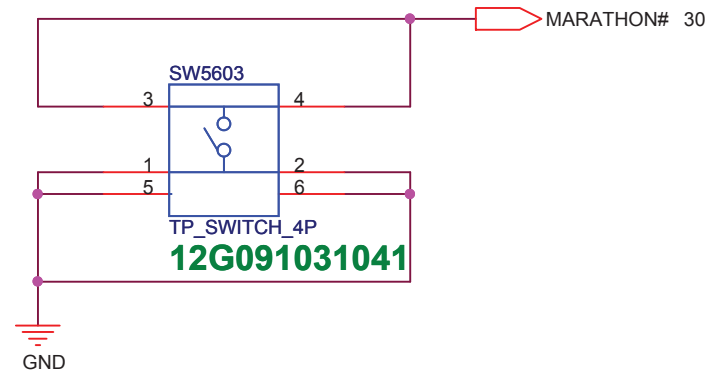 MARATHON# 30
SW5603
3 4
1 2
5 6
TP_SWITCH_4P
12G091031041
GND